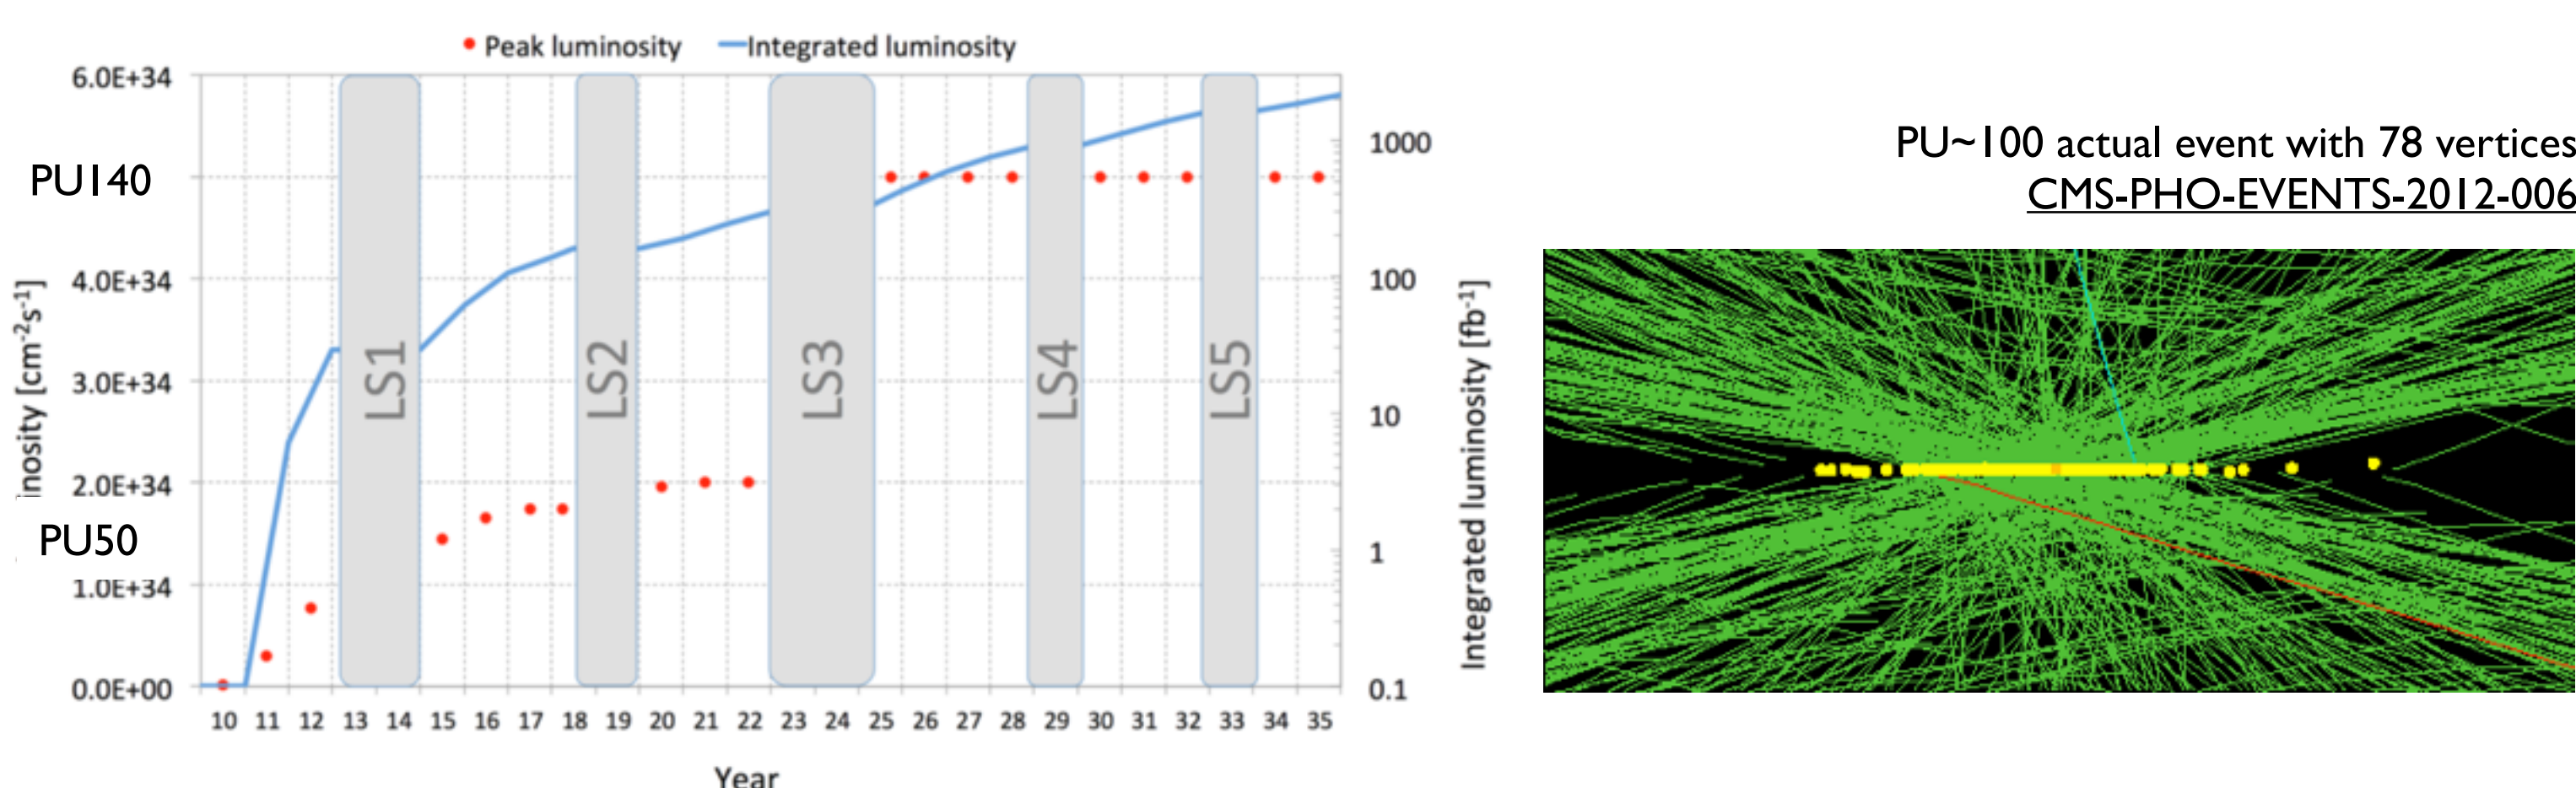 Peak luminosity Integrated luminosity
6.0E+34
PU140
4.0E+34
3.0E+34
2.0E+34
PU50
1.0E+34
0.0E+00
inosity [cm-2s-1]
LS1
LS2
LS3
LS4
LS5
1000
100
10
1
0.1
Integrated luminosity [fb-1]
10 11 12 13 14 15 16 17 18 19 20 21 22 23 24 25 26 27 28 29 30 31 32 33 34 35
Year
PU~100 actual event with 78 vertices
CMS-PHO-EVENTS-2012-006